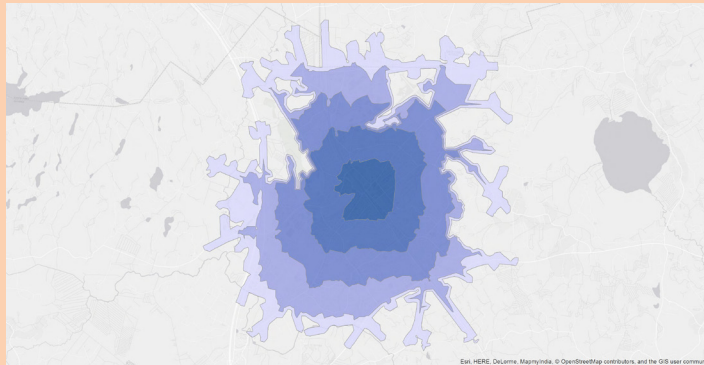 Esri, HERE, DeLorme, MapmyIndia, © OpenStreetMap contributors, and the GIS user commun